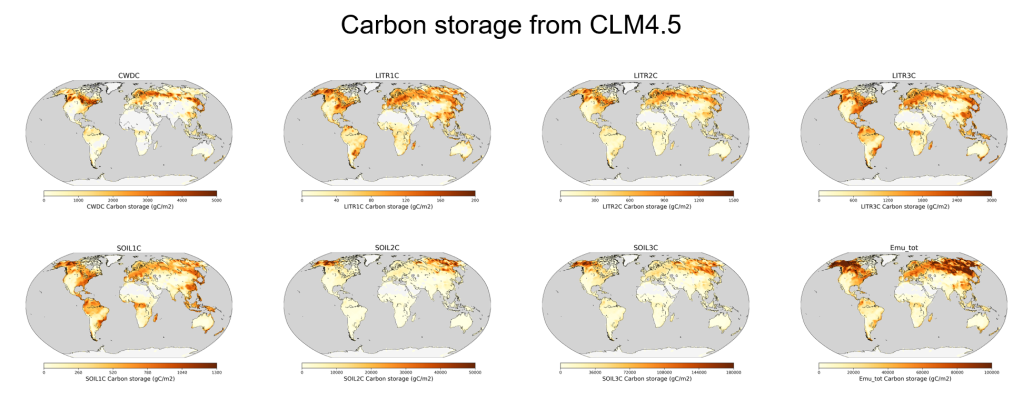 Carbon storage from CLM4.5
CWDC
LITR1C
LITR2C
LITR3C
0 1000 2000 3000 4000 5000
0 40 80 120 160 200
0 300 600 900 1200 1500
0 600 1200 1800 2400 3000
CWDC Carbon storage (gC/m2)
LITR1C Carbon storage (gC/m2)
LITR2C Carbon storage (gC/m2)
LITR3C Carbon storage (gC/m2)
SOIL1C
SOIL2C
SOIL3C
Emu_tot
0 260 520 780 1040 1300
0 10000 20000 30000 40000 50000
0 36000 72000 108000 144000 180000
0 20000 40000 60000 80000 100000
SOIL1C Carbon storage (gC/m2)
SOIL2C Carbon storage (gC/m2)
SOIL3C Carbon storage (gC/m2)
Emu_tot Carbon storage (gC/m2)